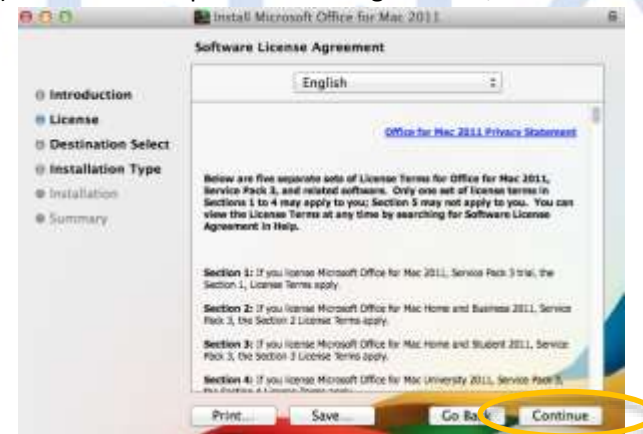 Install Microsoft Office for Mac 2011
Software License Agreement
English
Introduction
License
Destination Select
Installation Type
Installation
Summary
Office for Mac 2011 Privacy Statement
Below are five separate sets of License Terms for Office for Mac 2011,
Service Pack 3, and related software. Only one set of license terms in
Sections 1 to 4 may apply to you; Section 5 may not apply to you. You can
view the License Terms at any time by searching for Software License
Agreement in Help.
Section 1: If you license Microsoft Office for Mac 2011, Service Pack 3 trial, the
Section 1, License Terms apply.
Section 2: If you license Microsoft Office for Mac Home and Business 2011, Service
Pack 3, the Section 2 License Terms apply.
Section 3: If you license Microsoft Office for Mac Home and Student 2011, Service
Pack 3, the Section 3 License Terms apply.
Section 4: If you license Microsoft Office for Mac University 2011, Service Pack 3,
Print...
Save...
Go Back
Continue